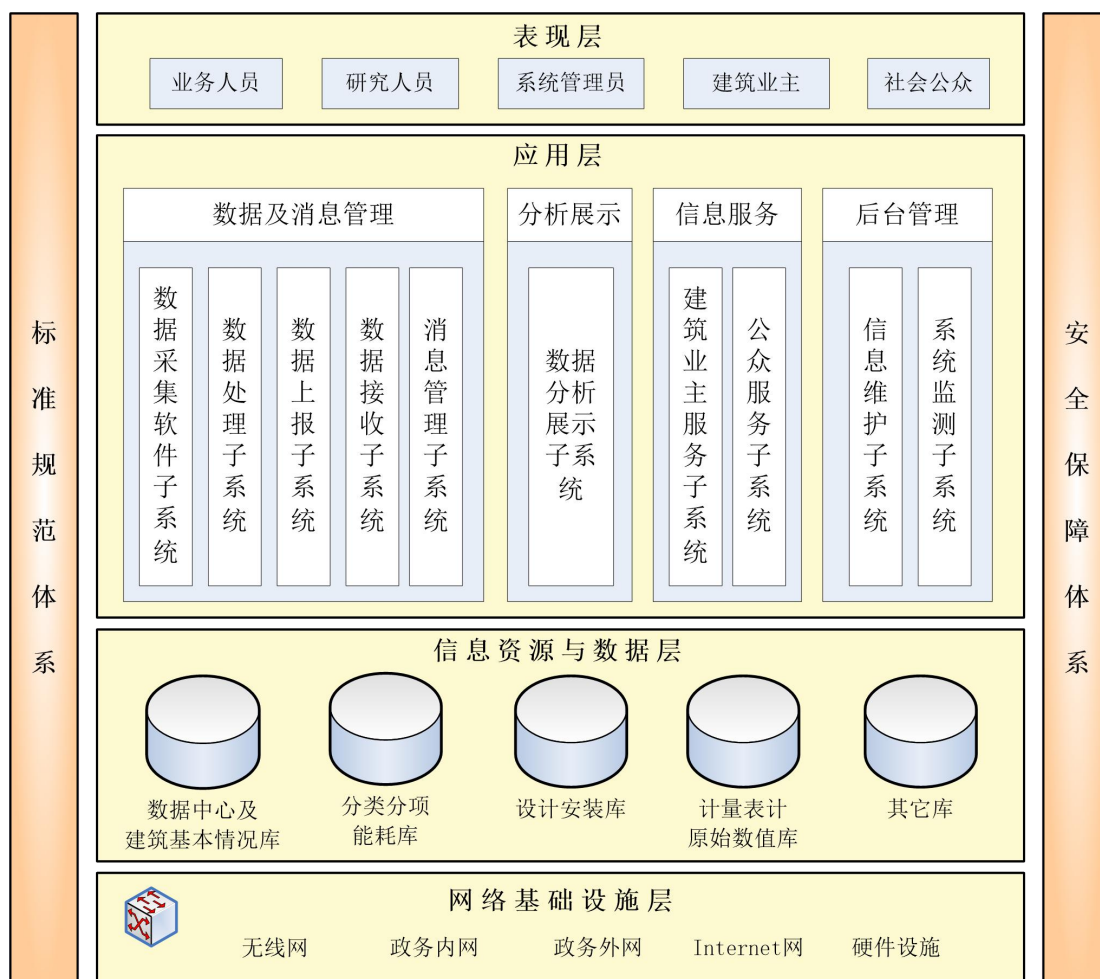 标准规范体系
表现层
业务人员
研究人员
系统管理员
建筑业主
社会公众
应用层
数据及消息管理
数据采集软件子系统
数据处理子系统
数据上报子系统
数据接收子系统
消息管理子系统
分析展示
数据
分析
展示
子系
统
信息服务
建筑业主服务子系统
公众服务子系统
后台管理
信息维护子系统
系统监测子系统
信息资源与数据层
数据中心及
建筑基本情况库
分类分项
能耗库
设计安装库
计量表计
原始数值库
其它库
网络基础设施层
无线网
政务内网
政务外网
Internet网
硬件设施
安全保障体系